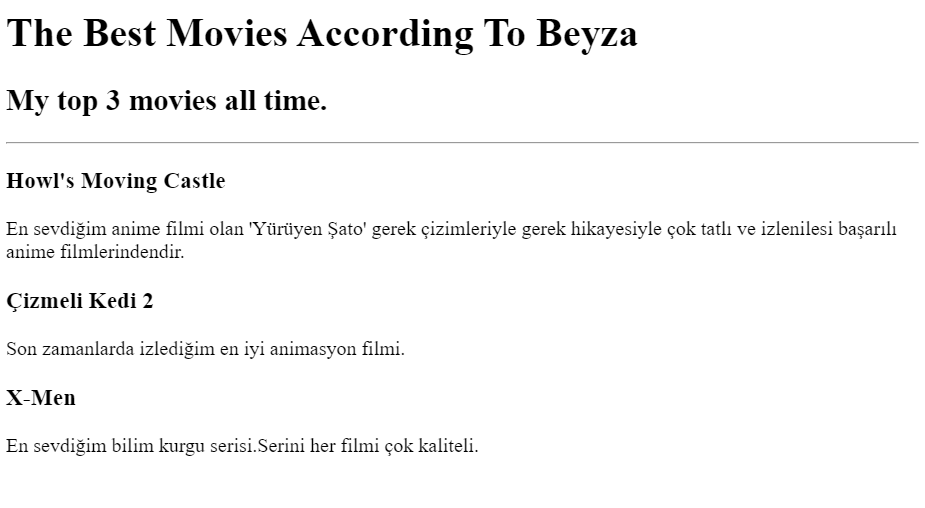 The Best Movies According To Beyza
My top 3 movies all time.
Howl's Moving Castle
En sevdiğim anime filmi olan 'Yürüyen Şato' gerek çizimleriyle gerek hikayesiyle çok tatlı ve izlenilesi başarılı
anime filmlerindendir.
Çizmeli Kedi 2
Son zamanlarda izlediğim en iyi animasyon filmi.
X-Men
En sevdiğim bilim kurgu serisi.Serini her filmi çok kaliteli.